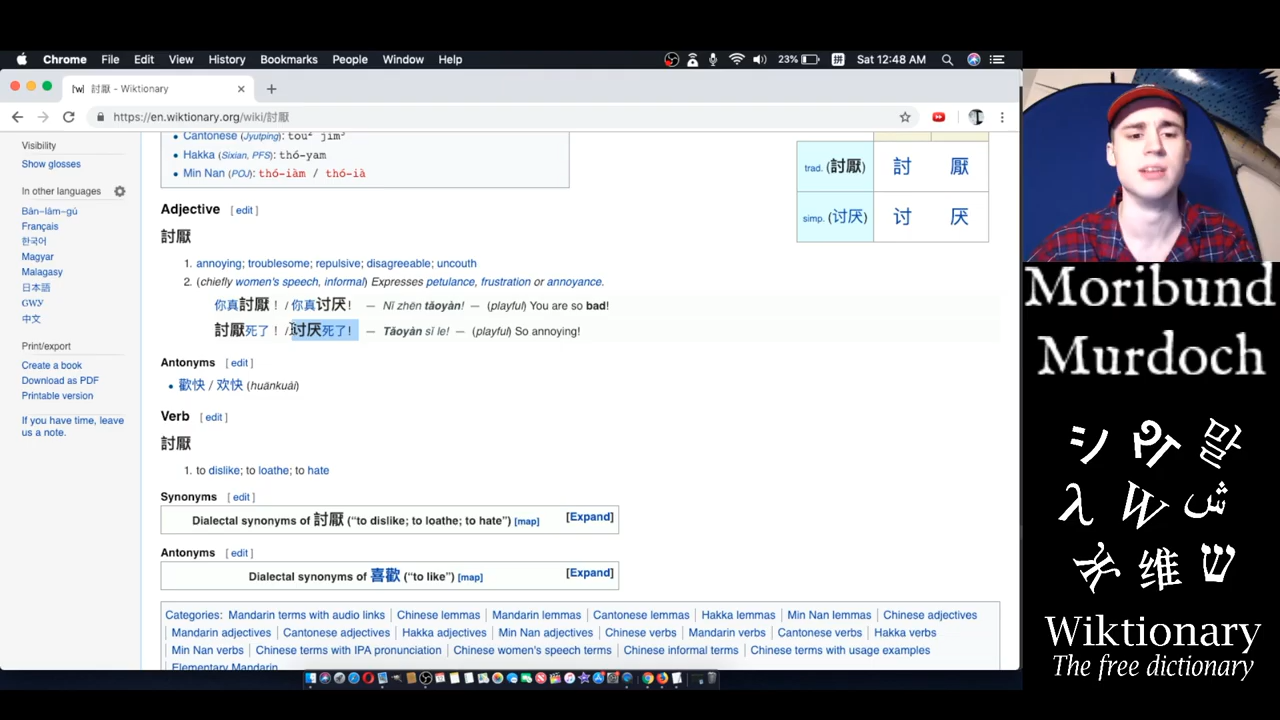 Chrome File Edit View History Bookmarks People Window Help 23% 拼 Sat 12:48 AM
[w] 討厭 - Wiktionary
https://en.wiktionary.org/wiki/討厭
Cantonese (Jyutping): tou² jim³
Hakka (Sixian, PFS): thó-yam
Min Nan (POJ): thó-iàm / thó-ià
trad. (討厭) 討 厭
simp. (讨厌) 讨 厌
Visibility
Show glosses
In other languages
Bân-lâm-gú
Français
한국어
Magyar
Malagasy
日本語
ᏣᎳᎩ
中文
Print/export
Create a book
Download as PDF
Printable version
If you have time, leave
us a note.
Adjective [ edit ]
討厭
1. annoying; troublesome; repulsive; disagreeable; uncouth
2. (chiefly women's speech, informal) Expresses petulance, frustration or annoyance.
你真討厭！ / 你真讨厌！ — Nǐ zhēn tǎoyàn! — (playful) You are so bad!
討厭死了！ / 讨厌死了！ — Tǎoyàn sǐ le! — (playful) So annoying!
Antonyms [ edit ]
• 歡快 / 欢快 (huānkuài)
Verb [ edit ]
討厭
1. to dislike; to loathe; to hate
Synonyms [ edit ]
Dialectal synonyms of 討厭 (“to dislike; to loathe; to hate”) [map] [Expand]
Antonyms [ edit ]
Dialectal synonyms of 喜歡 (“to like”) [map] [Expand]
Categories: Mandarin terms with audio links | Chinese lemmas | Mandarin lemmas | Cantonese lemmas | Hakka lemmas | Min Nan lemmas | Chinese adjectives
Mandarin adjectives | Cantonese adjectives | Hakka adjectives | Min Nan adjectives | Chinese verbs | Mandarin verbs | Cantonese verbs | Hakka verbs
Min Nan verbs | Chinese terms with IPA pronunciation | Chinese women's speech terms | Chinese informal terms | Chinese terms with usage examples
Elementary Mandarin
Moribund
Murdoch
シ 말
λ W
维 ש
Wiktionary
The free dictionary